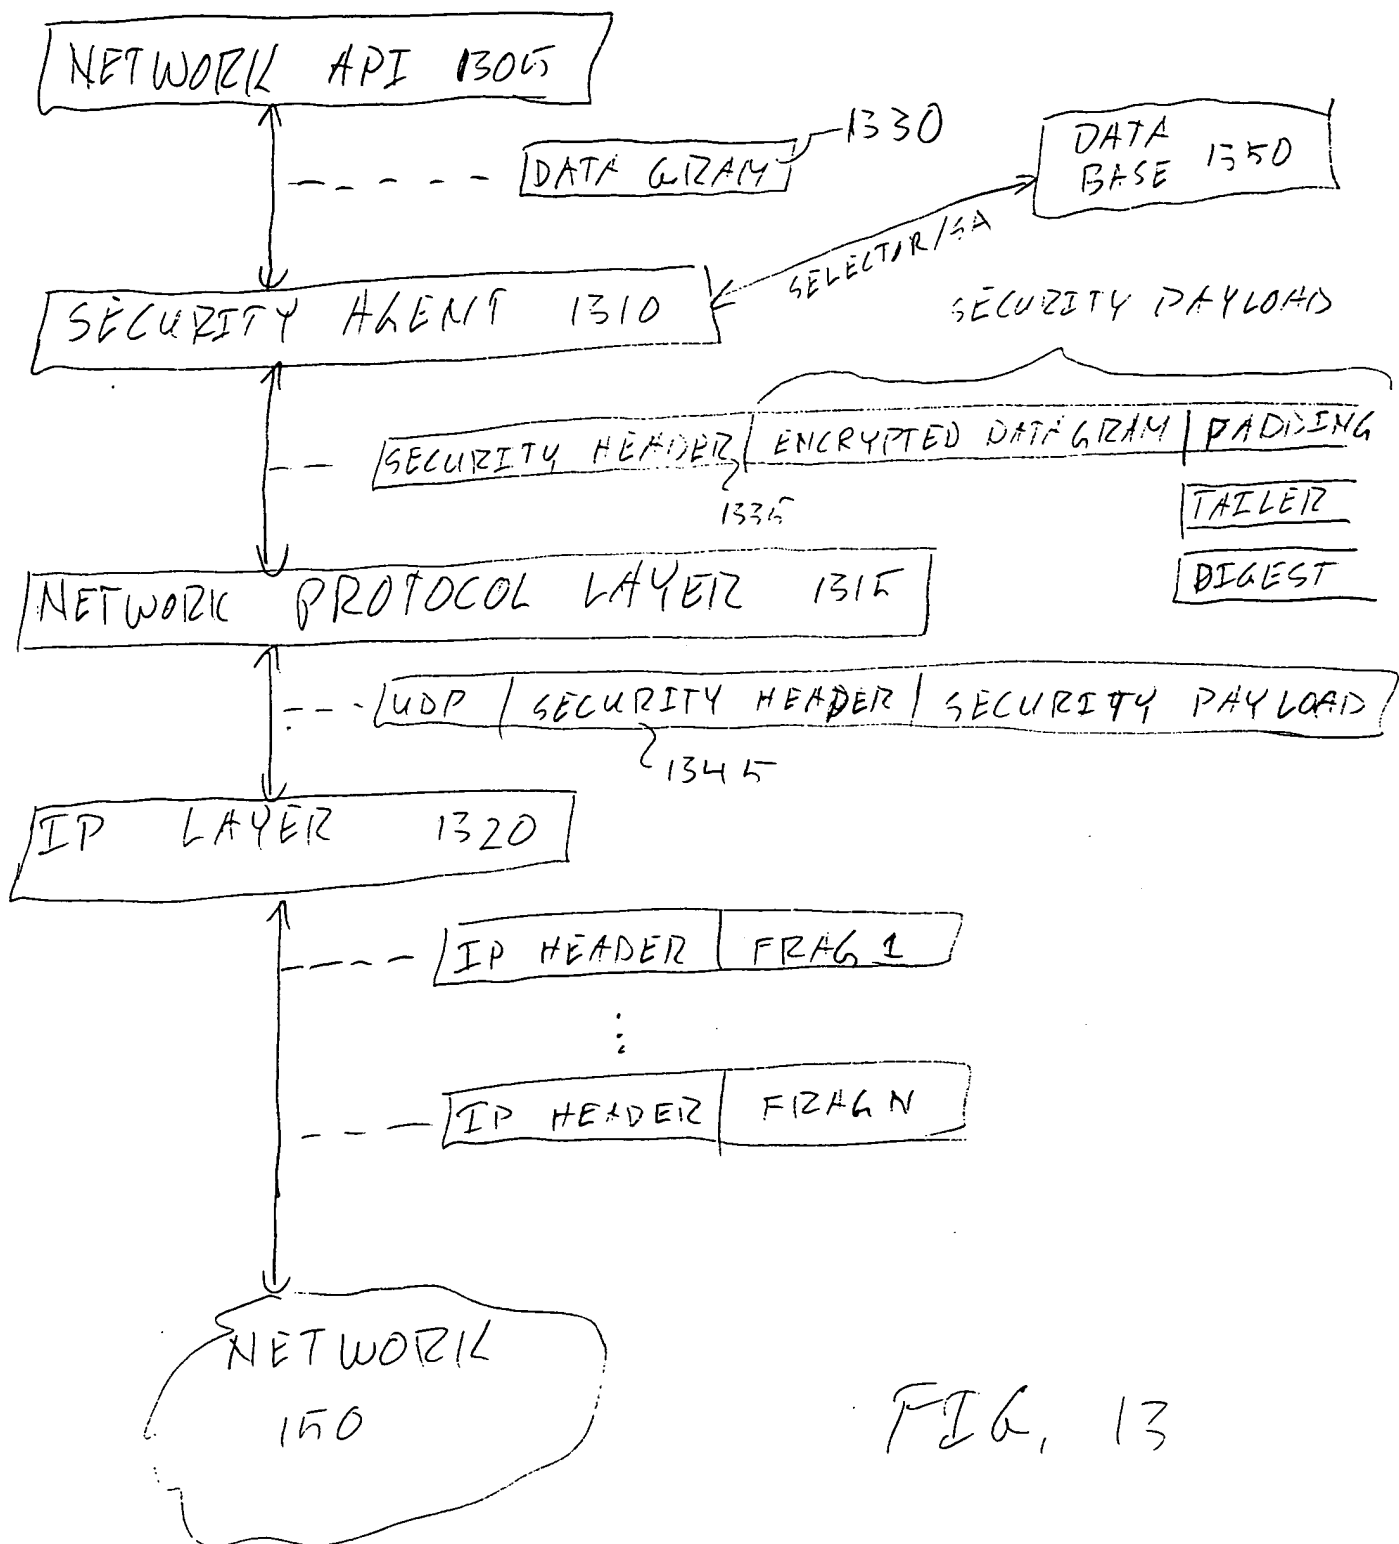 NETWORK API 1305
1330
DATA GRAM
DATA
BASE 1350
SELECTOR/SA
SECURITY AGENT 1310
SECURITY PAYLOAD
SECURITY HEADER | ENCRYPTED DATAGRAM | PADDING
1335
TAILER
DIGEST
NETWORK PROTOCOL LAYER 1315
UDP | SECURITY HEADER | SECURITY PAYLOAD
1345
IP LAYER 1320
IP HEADER | FRAG 1
IP HEADER | FRAG N
NETWORK
150
FIG. 13